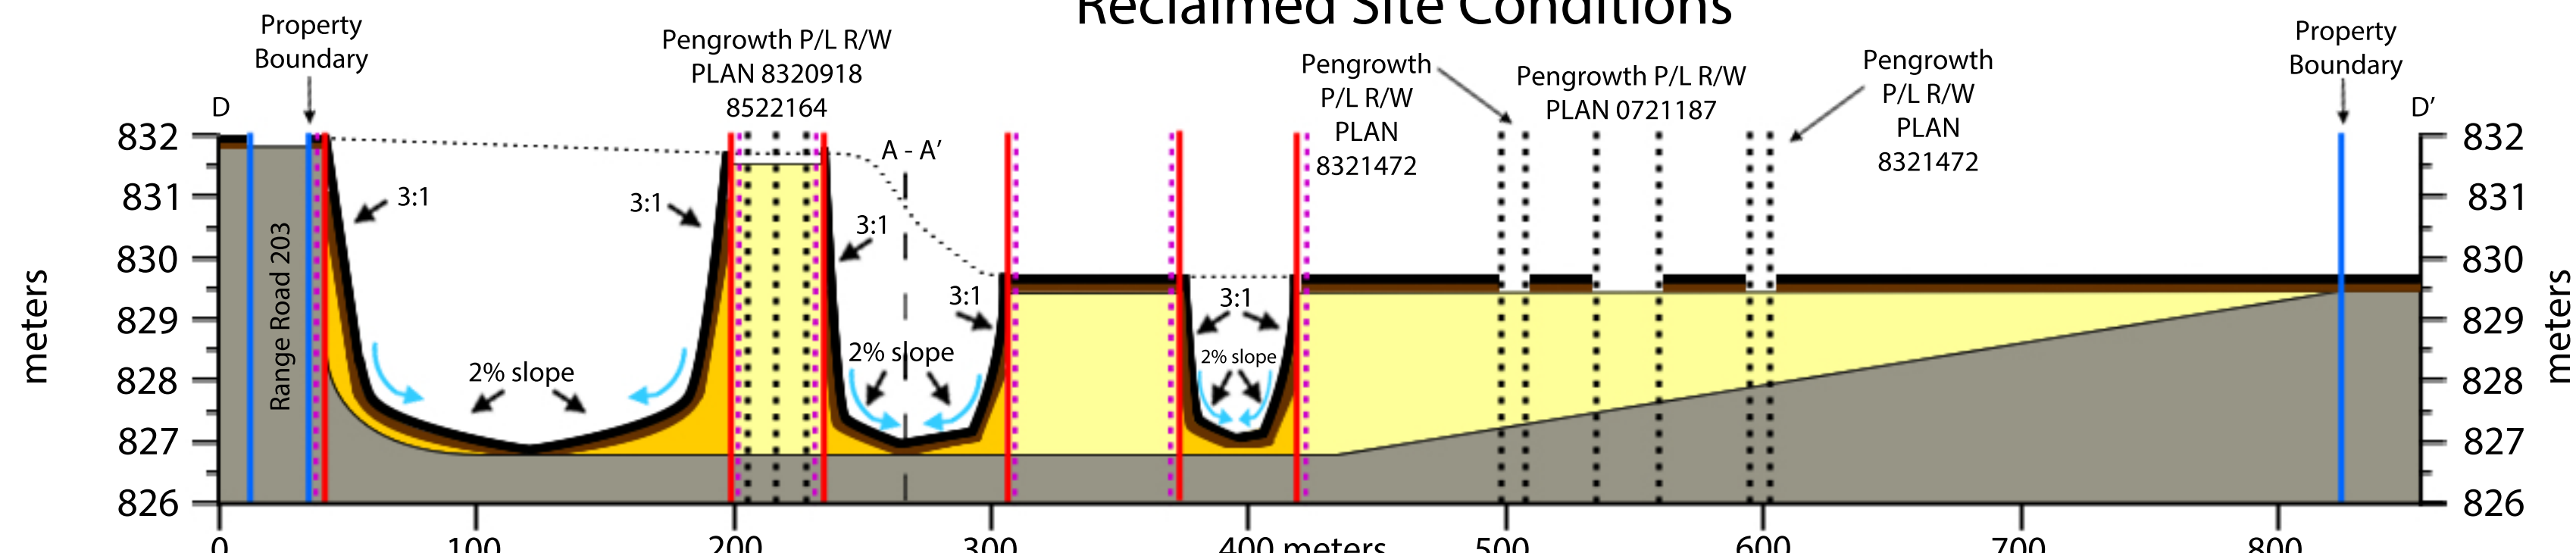 Reclaimed Site Conditions
Property
Boundary
Pengrowth P/L R/W
PLAN 8320918
8522164
Pengrowth
P/L R/W
PLAN
8321472
Pengrowth P/L R/W
PLAN 0721187
Pengrowth
P/L R/W
PLAN
8321472
Property
Boundary
D
D’
A - A’
832
831
830
829
828
827
826
meters
Range Road 203
3:1
3:1
3:1
3:1
3:1
2% slope
2% slope
2% slope
832
831
830
829
828
827
826
meters
0
100
200
300
400 meters
500
600
700
800